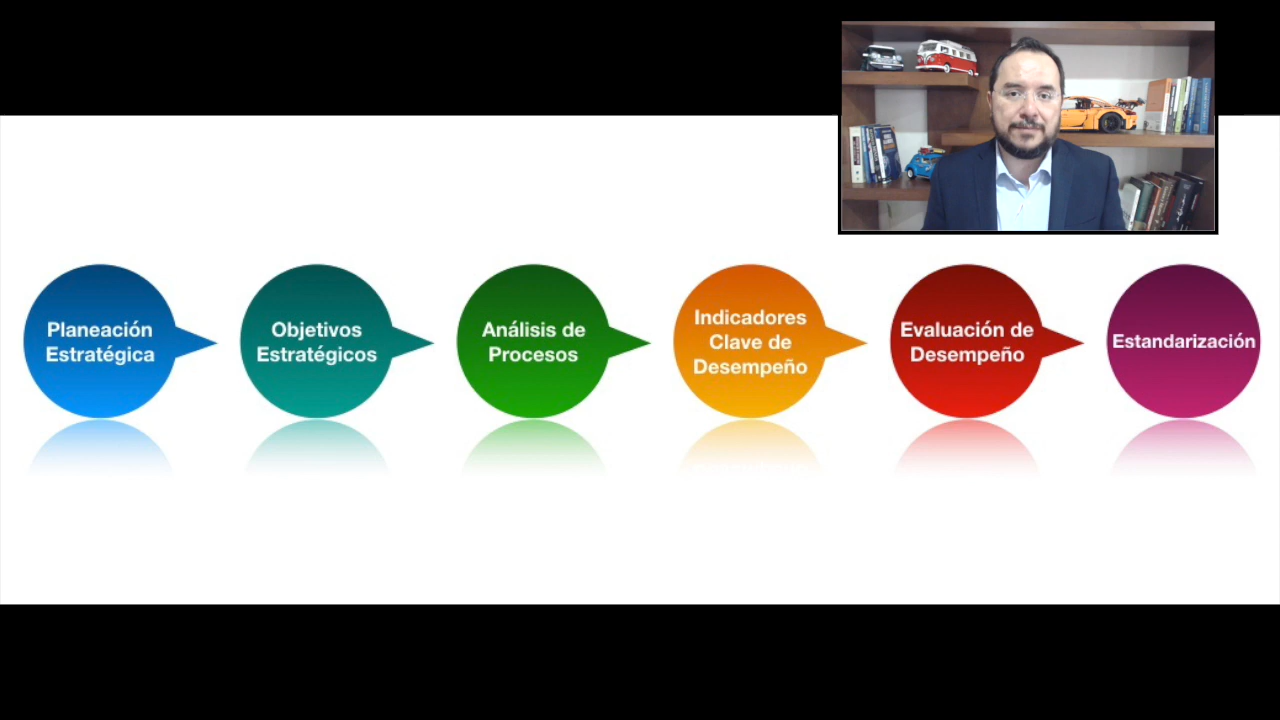 Planeación
Estratégica
Objetivos
Estratégicos
Análisis de
Procesos
Indicadores
Clave de
Desempeño
Evaluación de
Desempeño
Estandarización